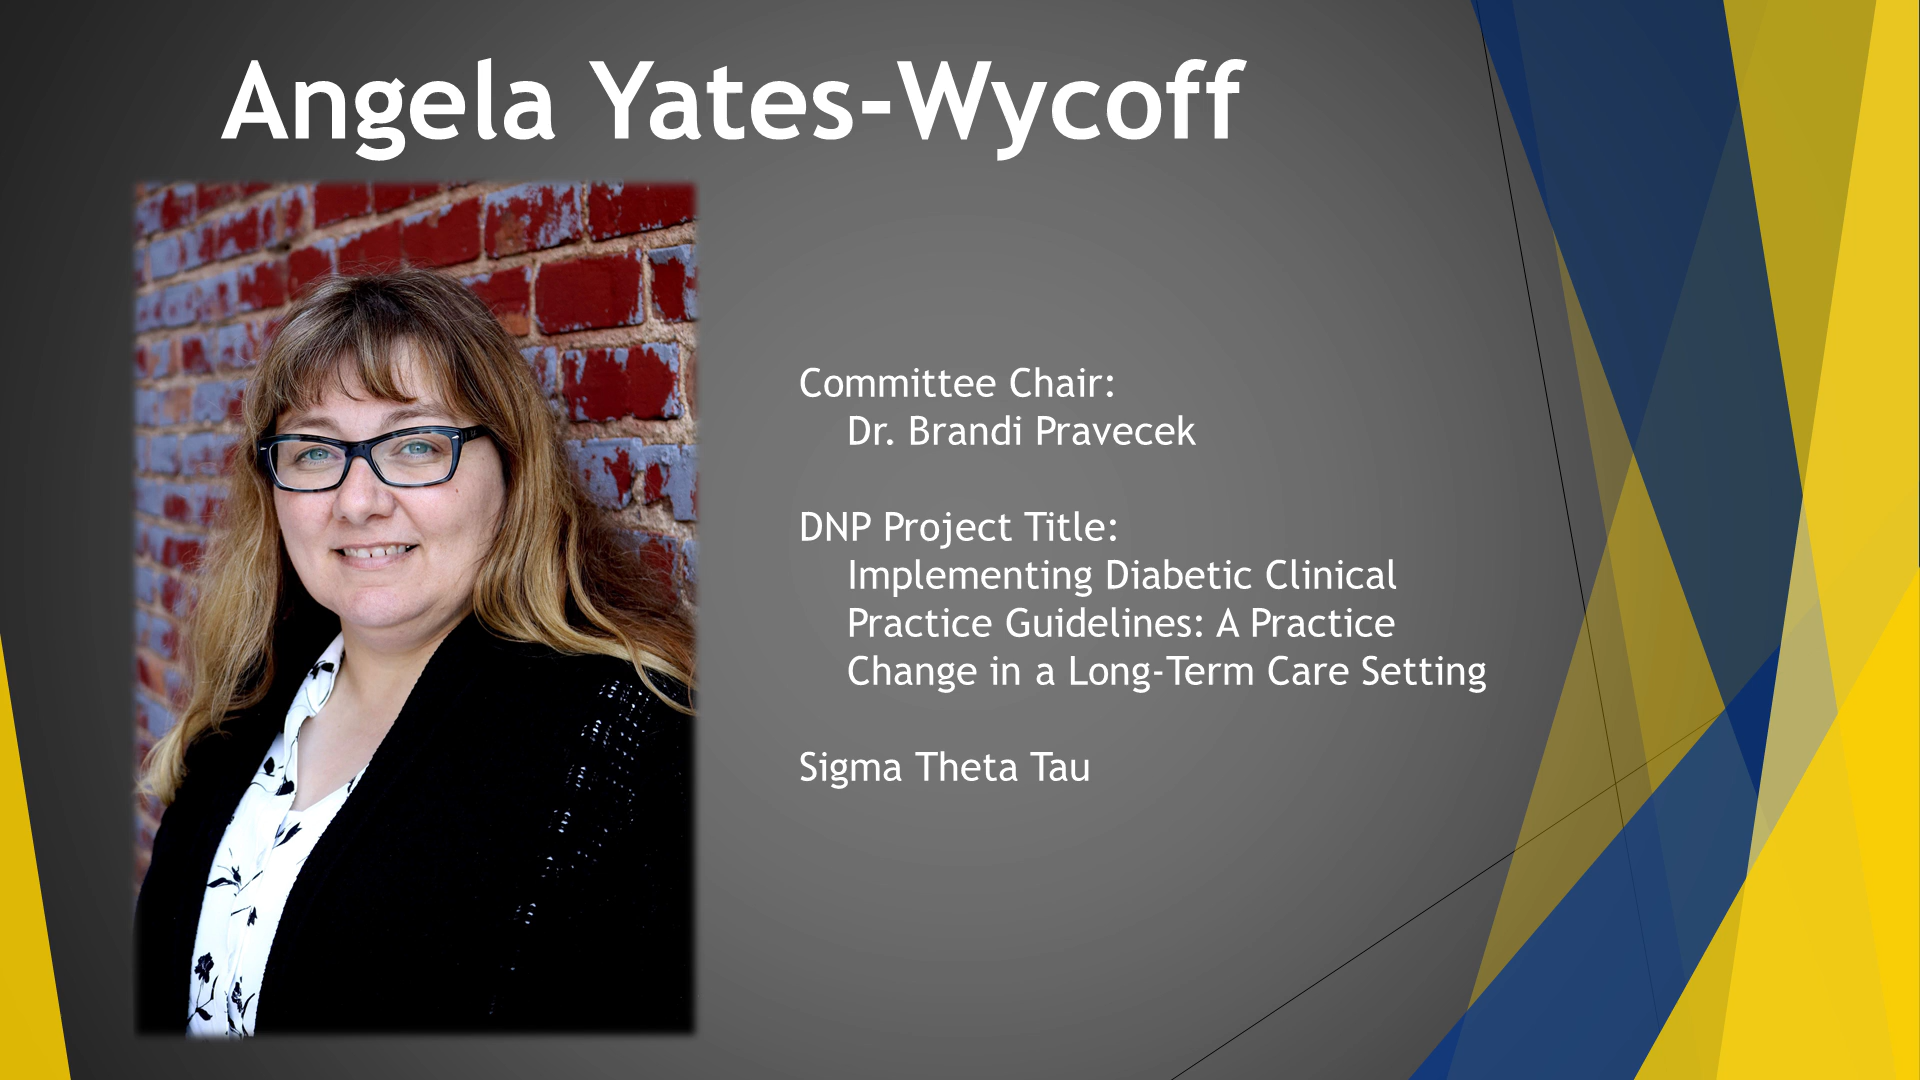 Angela Yates-Wycoff
Committee Chair:
Dr. Brandi Pravecek
DNP Project Title:
Implementing Diabetic Clinical
Practice Guidelines: A Practice
Change in a Long-Term Care Setting
Sigma Theta Tau